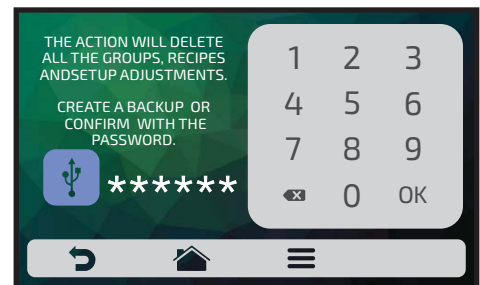 THE ACTION WILL DELETE
ALL THE GROUPS, RECIPES
ANDSETUP ADJUSTMENTS.
CREATE A BACKUP OR
CONFIRM WITH THE
PASSWORD.
******
1 2 3
4 5 6
7 8 9
0 OK